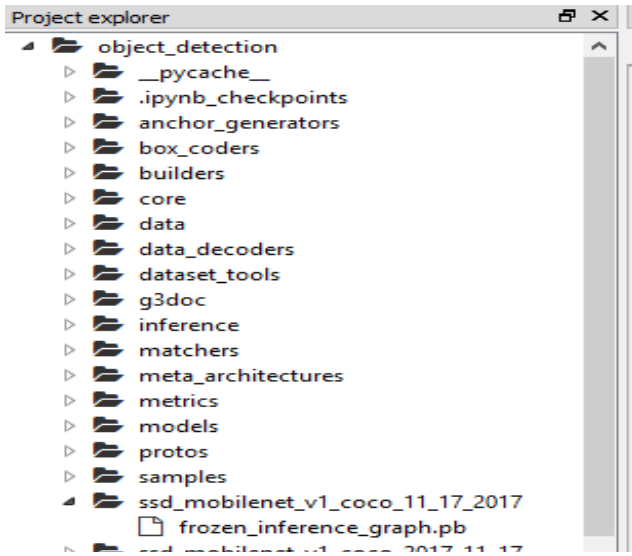 Project explorer
object_detection
__pycache__
.ipynb_checkpoints
anchor_generators
box_coders
builders
core
data
data_decoders
dataset_tools
g3doc
inference
matchers
meta_architectures
metrics
models
protos
samples
ssd_mobilenet_v1_coco_11_17_2017
frozen_inference_graph.pb
ssd_mobilenet_v1_coco_2017_11_17